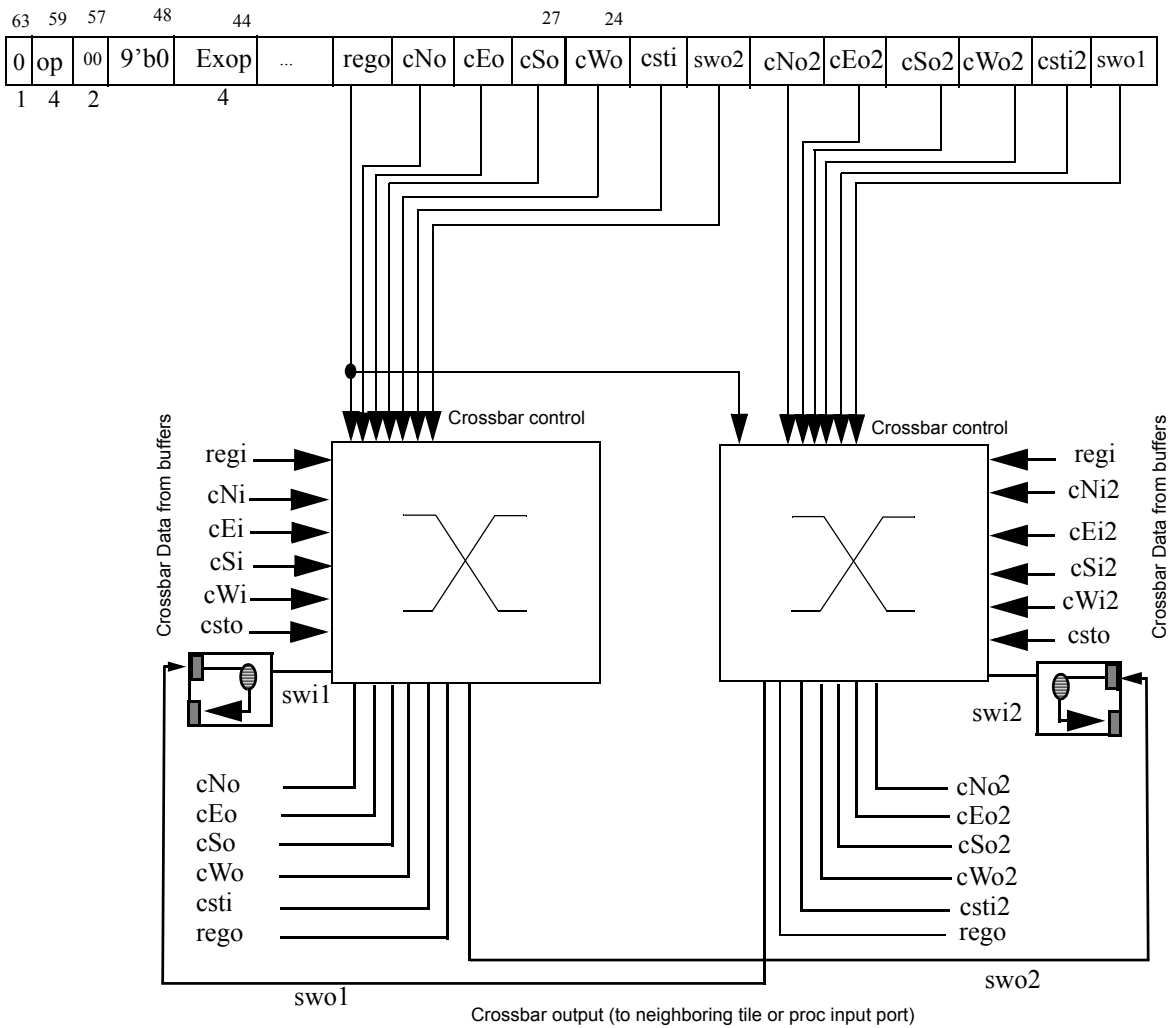 63 59 57 48 44 27 24
0 op 00 9'b0 Exop ... rego cNo cEo cSo cWo csti swo2 cNo2 cEo2 cSo2 cWo2 csti2 swo1
1 4 2 4
Crossbar control
Crossbar control
Crossbar Data from buffers
regi
cNi
cEi
cSi
cWi
csto
swi1
regi
cNi2
cEi2
cSi2
cWi2
csto
swi2
Crossbar Data from buffers
cNo
cEo
cSo
cWo
csti
rego
cNo2
cEo2
cSo2
cWo2
csti2
rego
swo1
swo2
Crossbar output (to neighboring tile or proc input port)